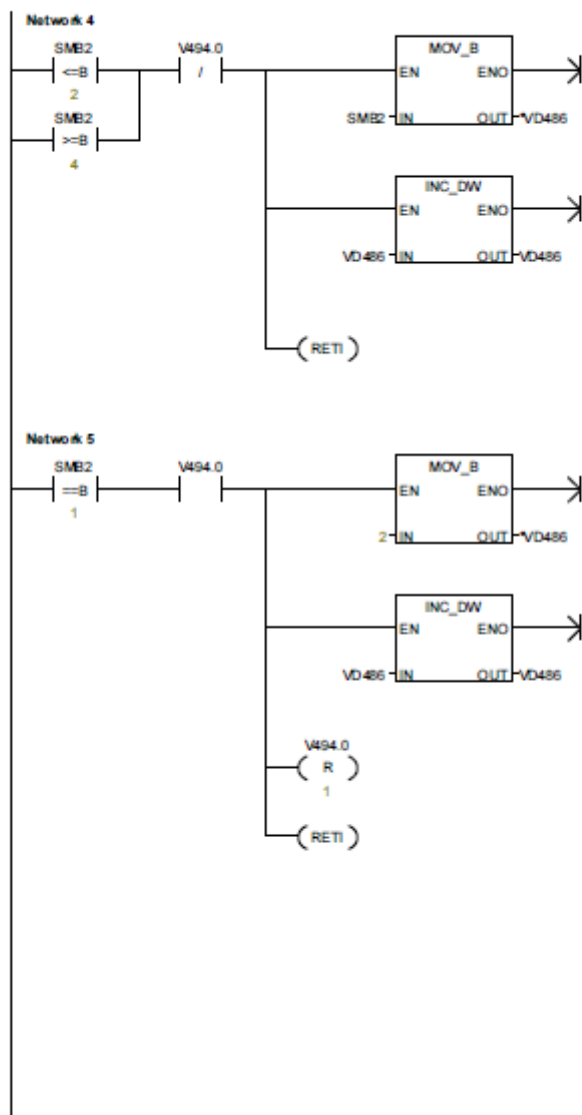 Network 4
SMB2 V494.0 MOV_B
<=B / EN ENO
2
SMB2 SMB2 IN OUT *VD486
>=B
4
INC_DW
EN ENO
VD486 IN OUT VD486
RETI
Network 5
SMB2 V494.0 MOV_B
==B EN ENO
1
2 IN OUT *VD486
INC_DW
EN ENO
VD486 IN OUT VD486
V494.0
R
1
RETI